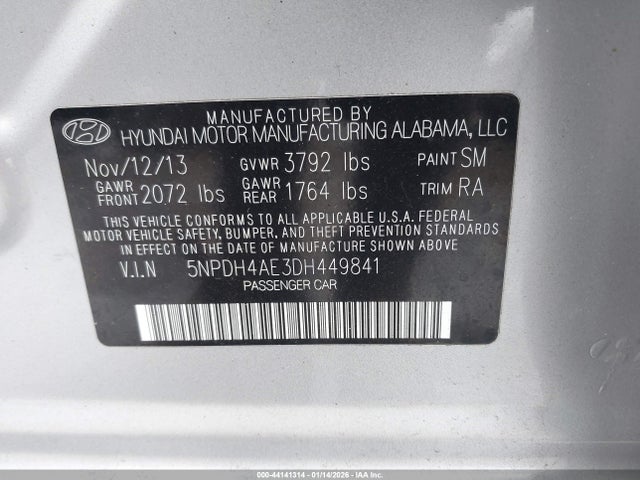 MANUFACTURED BY
HYUNDAI MOTOR MANUFACTURING ALABAMA, LLC
Nov/12/13 GVWR 3792 lbs PAINT SM
GAWR FRONT 2072 lbs GAWR REAR 1764 lbs TRIM RA
THIS VEHICLE CONFORMS TO ALL APPLICABLE U.S.A. FEDERAL
MOTOR VEHICLE SAFETY, BUMPER, AND THEFT PREVENTION STANDARDS
IN EFFECT ON THE DATE OF MANUFACTURE SHOWN ABOVE
V.I.N 5NPDH4AE3DH449841
PASSENGER CAR
000-44141314 - 01/14/2026 - IAAI.COM